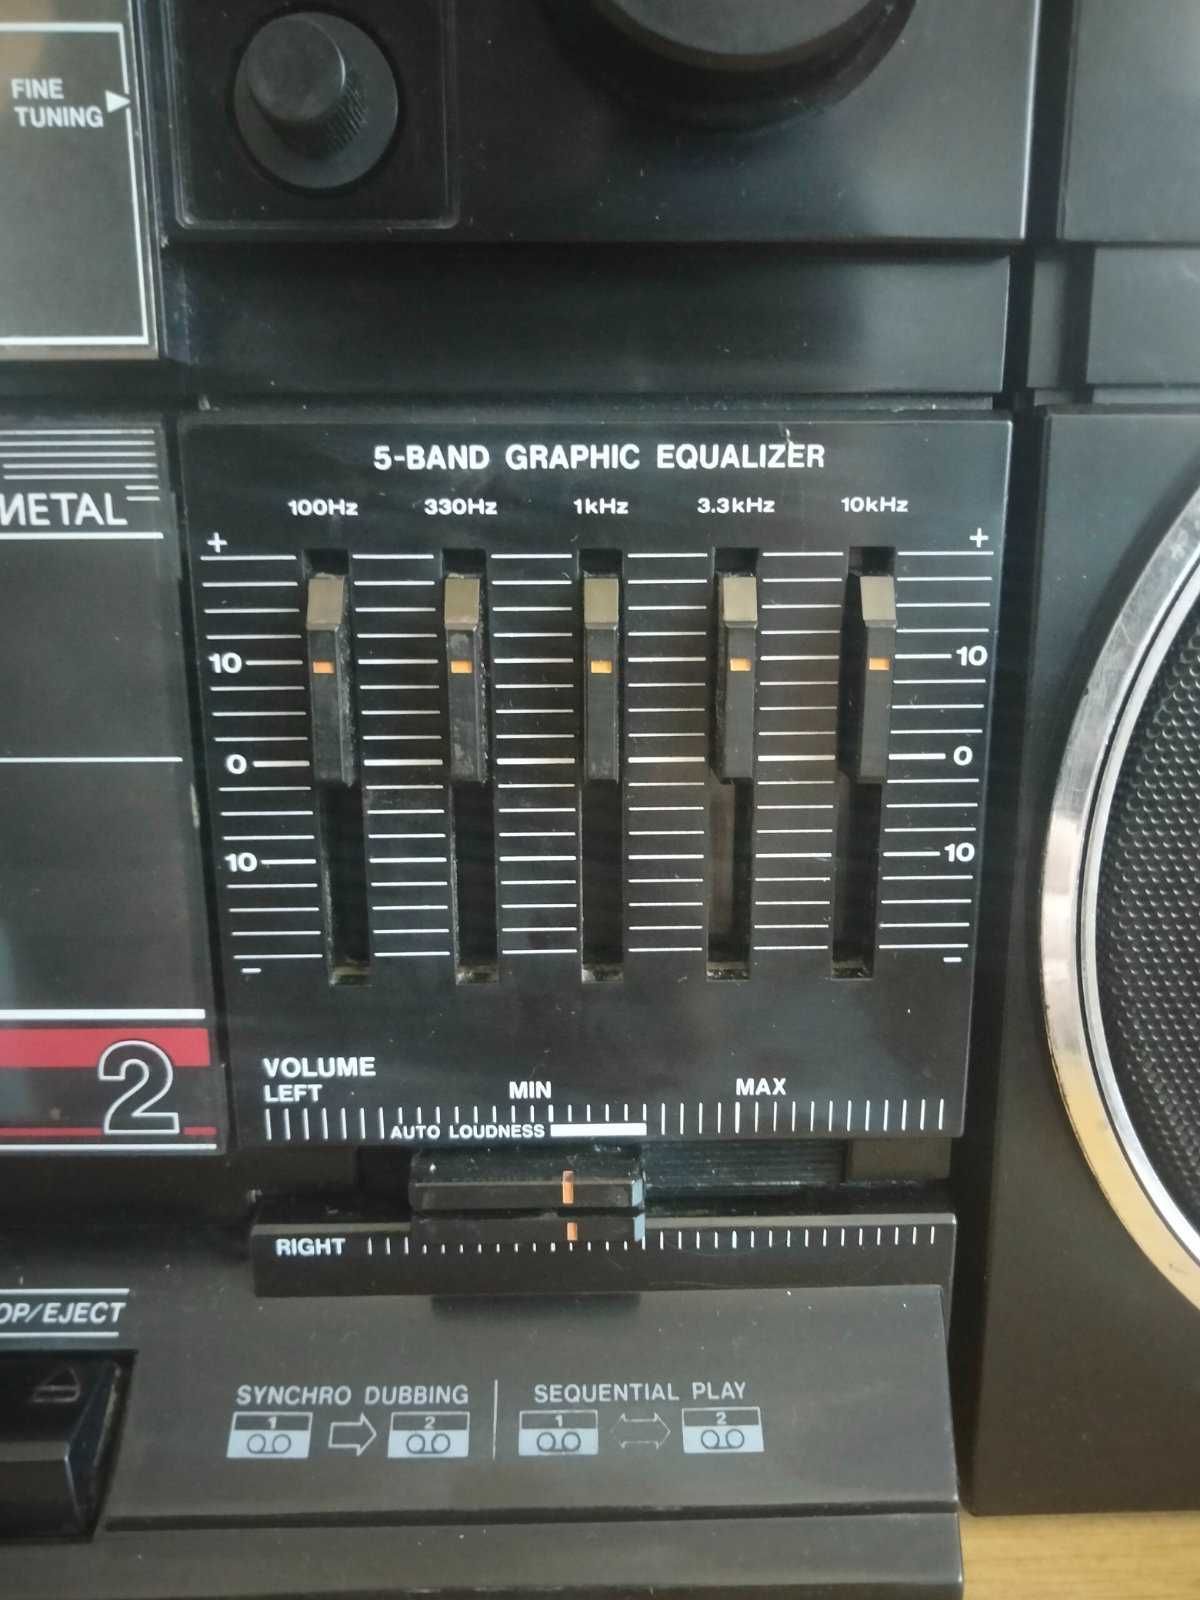 FINE
TUNING
METAL
5-BAND GRAPHIC EQUALIZER
100Hz 330Hz 1kHz 3.3kHz 10kHz
+ +
10 10
0 0
10 10
- -
2
VOLUME
LEFT MIN MAX
AUTO LOUDNESS
RIGHT
OP/EJECT
SYNCHRO DUBBING SEQUENTIAL PLAY
1 2 1 2